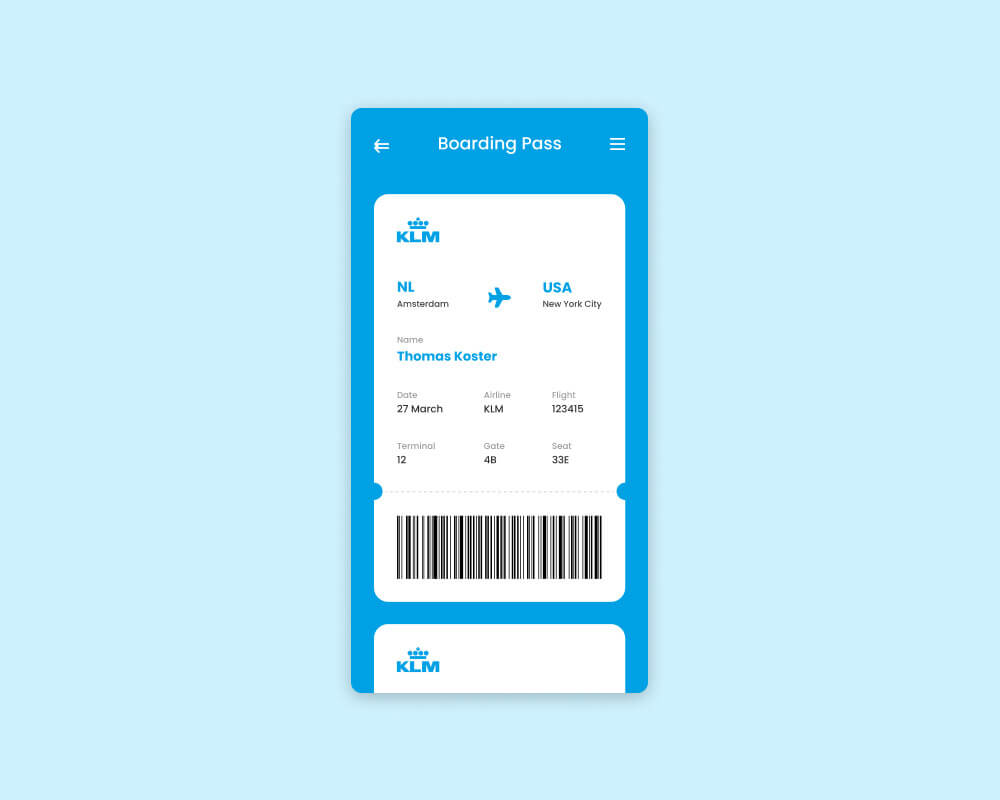 Boarding Pass
KLM
NL USA
Amsterdam New York City
Name
Thomas Koster
Date Airline Flight
27 March KLM 123415
Terminal Gate Seat
12 4B 33E
KLM